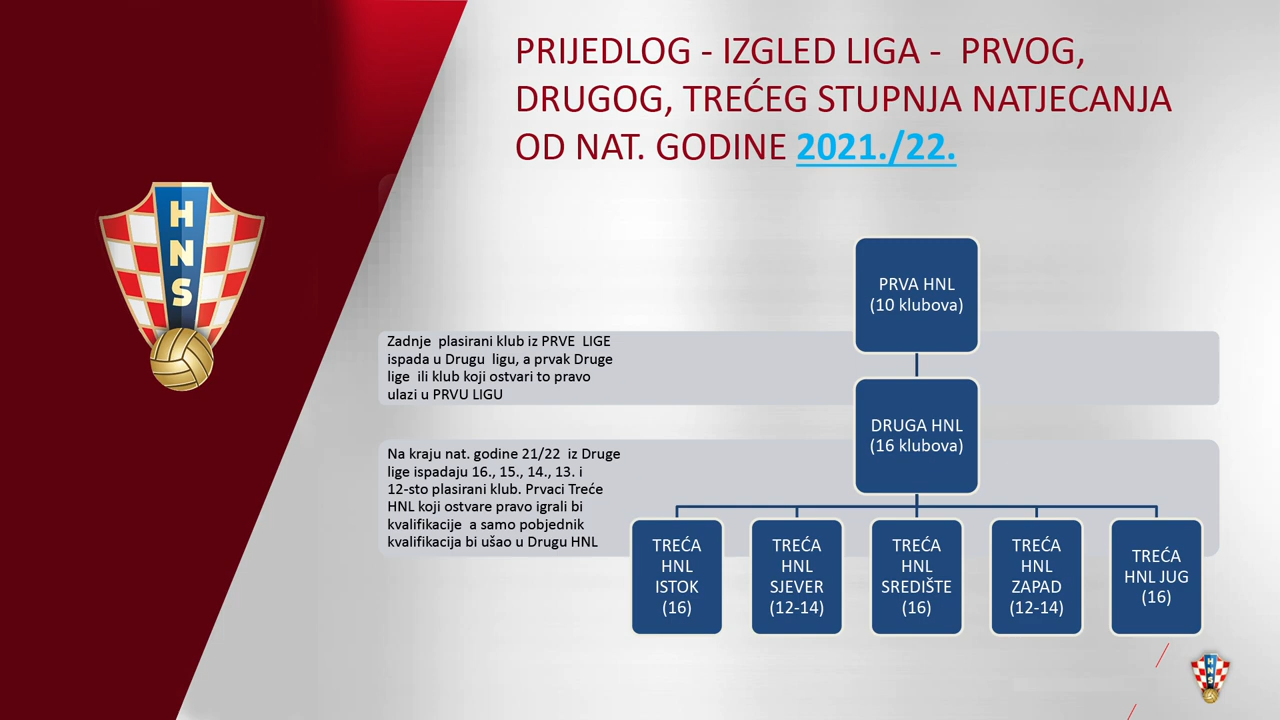 PRIJEDLOG - IZGLED LIGA - PRVOG,
DRUGOG, TREĆEG STUPNJA NATJECANJA
OD NAT. GODINE 2021./22.
HNS
PRVA HNL
(10 klubova)
Zadnje plasirani klub iz PRVE LIGE
ispada u Drugu ligu, a prvak Druge
lige ili klub koji ostvari to pravo
ulazi u PRVU LIGU
DRUGA HNL
(16 klubova)
Na kraju nat. godine 21/22 iz Druge
lige ispadaju 16., 15., 14., 13. i
12-sto plasirani klub. Prvaci Treće
HNL koji ostvare pravo igrali bi
kvalifikacije a samo pobjednik
kvalifikacija bi ušao u Drugu HNL
TREĆA
HNL
ISTOK
(16)
TREĆA
HNL
SJEVER
(12-14)
TREĆA
HNL
SREDIŠTE
(16)
TREĆA
HNL
ZAPAD
(12-14)
TREĆA
HNL JUG
(16)
HNS